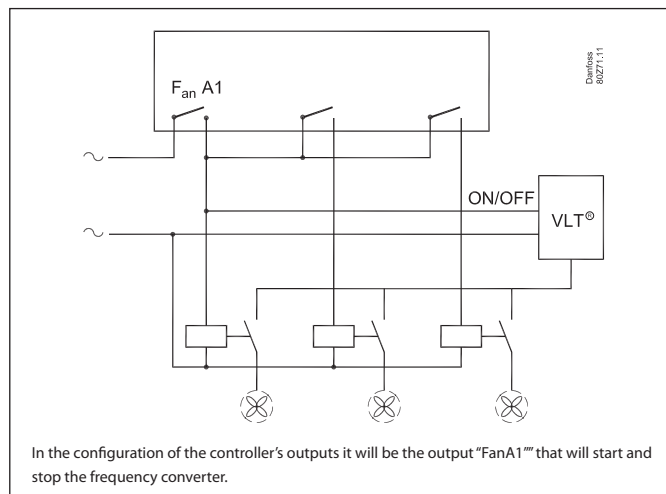 Danfoss
80Z71.11
Fan A1
ON/OFF
VLT®
In the configuration of the controller's outputs it will be the output "FanA1"" that will start and
stop the frequency converter.